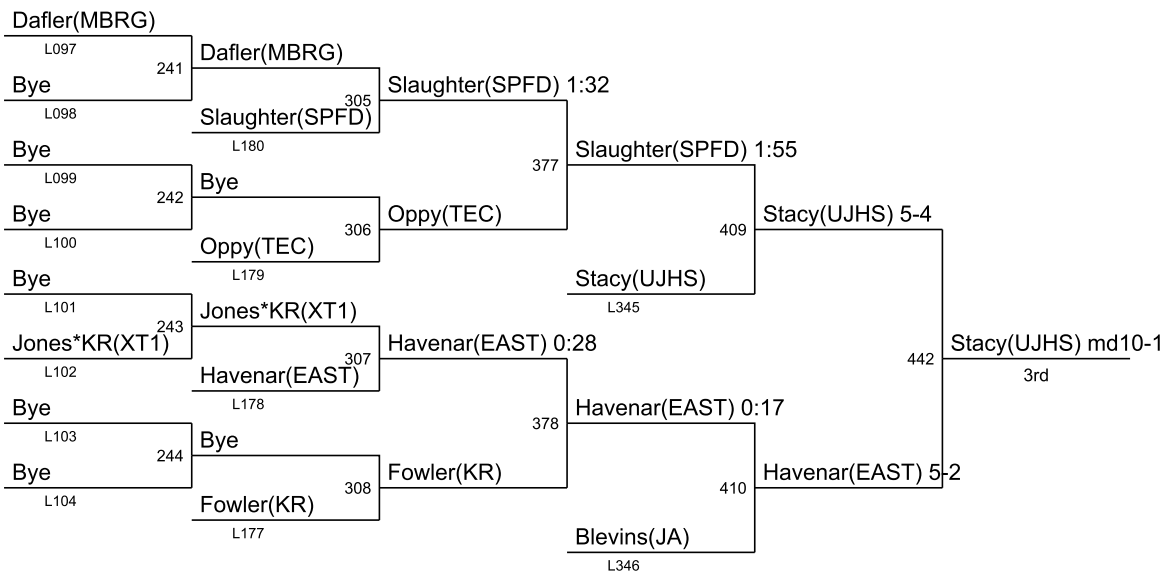 Dafler(MBRG)
L097
241
Dafler(MBRG)
Bye
L098
305
Slaughter(SPFD) 1:32
Slaughter(SPFD)
L180
Bye
L099
377
Slaughter(SPFD) 1:55
242
Bye
Bye
L100
306
Oppy(TEC)
Oppy(TEC)
L179
409
Stacy(UJHS) 5-4
Bye
L101
Stacy(UJHS)
L345
243
Jones*KR(XT1)
Jones*KR(XT1)
L102
307
Havenar(EAST) 0:28
Havenar(EAST)
L178
442
Stacy(UJHS) md10-1
3rd
Bye
L103
378
Havenar(EAST) 0:17
244
Bye
Bye
L104
308
Fowler(KR)
Fowler(KR)
L177
410
Havenar(EAST) 5-2
Blevins(JA)
L346